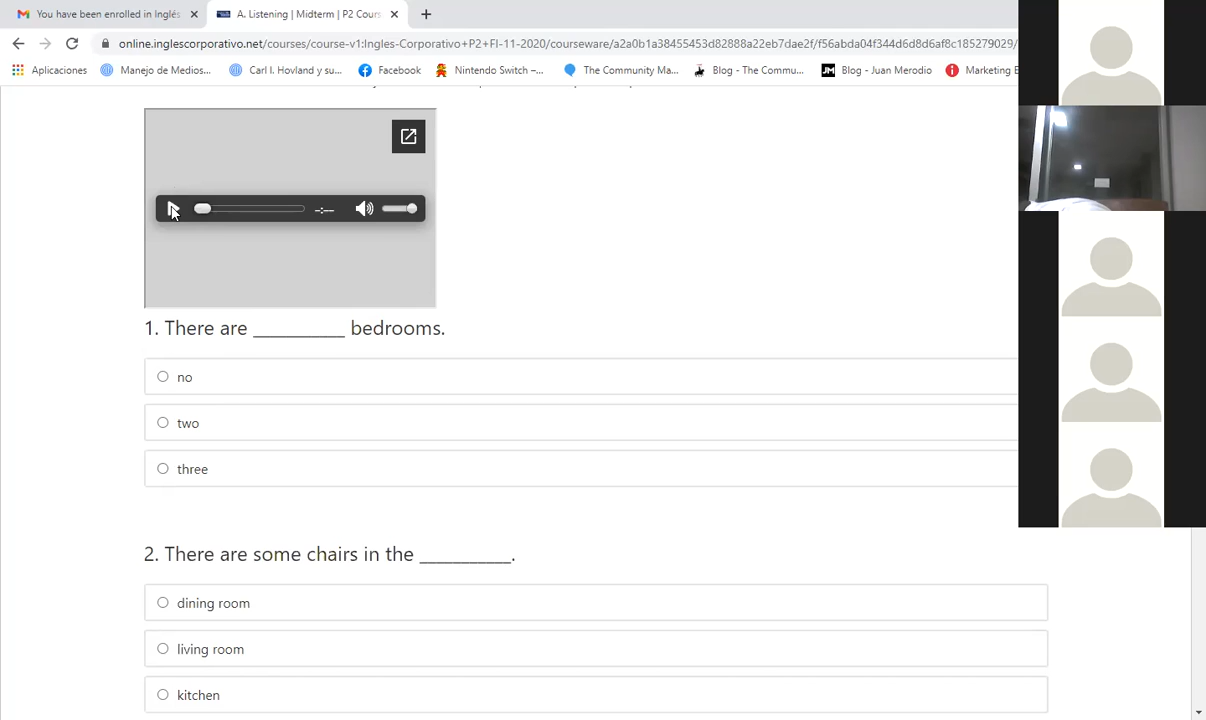 You have been enrolled in Inglés
A. Listening | Midterm | P2 Cours
online.inglescorporativo.net/courses/course-v1:Ingles-Corporativo+P2+FI-11-2020/courseware/a2a0b1a38455453d82888a22eb7dae2f/f56abda04f344d6d8d6af8c185279029/
Aplicaciones
Manejo de Medios...
Carl I. Hovland y su...
Facebook
Nintendo Switch –...
The Community Ma...
Blog - The Commu...
JM
Blog - Juan Merodio
Marketing E
-:--
1. There are __________ bedrooms.
no
two
three
2. There are some chairs in the __________.
dining room
living room
kitchen